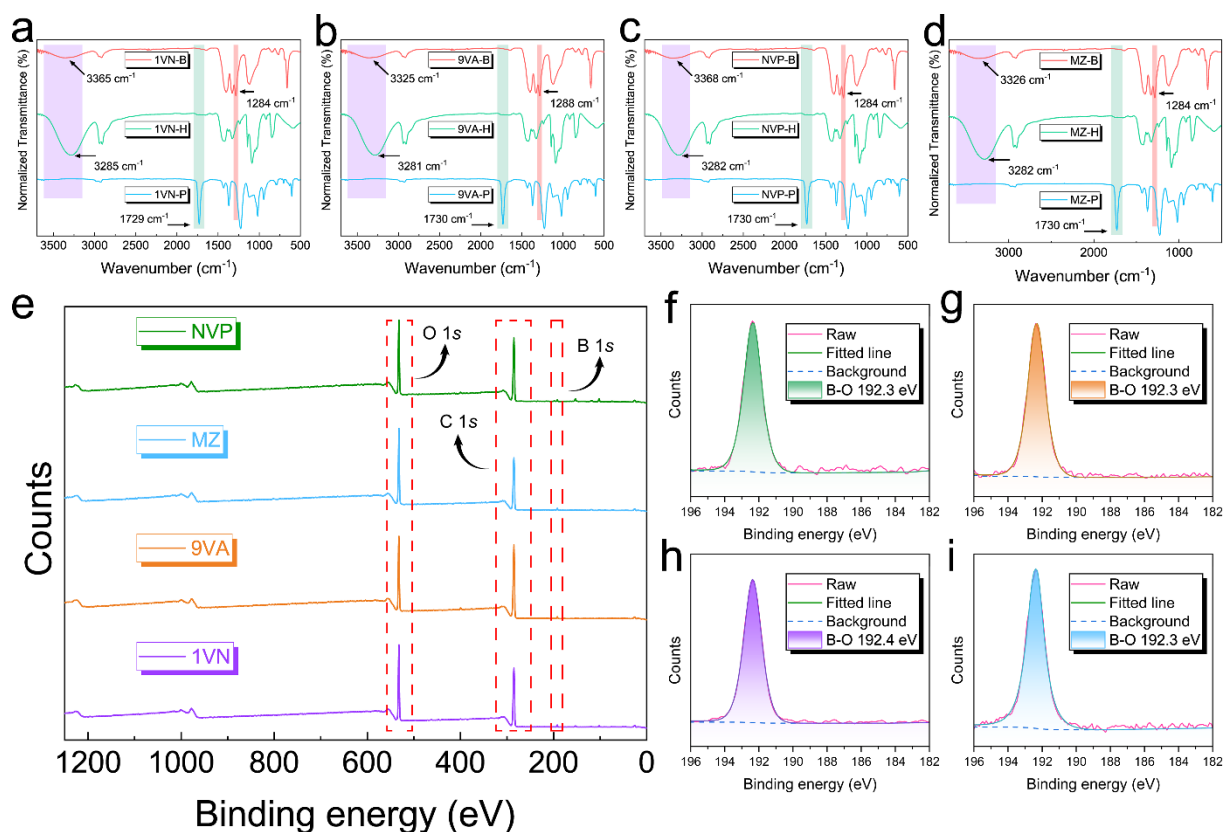 a
1VN-B
3365 cm⁻¹
1284 cm⁻¹
1VN-H
3285 cm⁻¹
1VN-P
1729 cm⁻¹
Normalized Transmittance (%)
3500 3000 2500 2000 1500 1000 500
Wavenumber (cm⁻¹)
b
9VA-B
3325 cm⁻¹
1288 cm⁻¹
9VA-H
3281 cm⁻¹
9VA-P
1730 cm⁻¹
Normalized Transmittance (%)
3500 3000 2500 2000 1500 1000 500
Wavenumber (cm⁻¹)
c
NVP-B
3368 cm⁻¹
1284 cm⁻¹
NVP-H
3282 cm⁻¹
NVP-P
1730 cm⁻¹
Normalized Transmittance (%)
3500 3000 2500 2000 1500 1000 500
Wavenumber (cm⁻¹)
d
MZ-B
3326 cm⁻¹
1284 cm⁻¹
MZ-H
3282 cm⁻¹
MZ-P
1730 cm⁻¹
Normalized Transmittance (%)
3000 2000 1000
Wavenumber (cm⁻¹)
e
NVP
O 1s
B 1s
C 1s
MZ
9VA
1VN
Counts
1200 1000 800 600 400 200 0
Binding energy (eV)
f
Raw
Fitted line
Background
B-O 192.3 eV
Counts
196 194 192 190 188 186 184 182
Binding energy (eV)
g
Raw
Fitted line
Background
B-O 192.3 eV
Counts
196 194 192 190 188 186 184 182
Binding energy (eV)
h
Raw
Fitted line
Background
B-O 192.4 eV
Counts
196 194 192 190 188 186 184 182
Binding energy (eV)
i
Raw
Fitted line
Background
B-O 192.3 eV
Counts
196 194 192 190 188 186 184 182
Binding energy (eV)